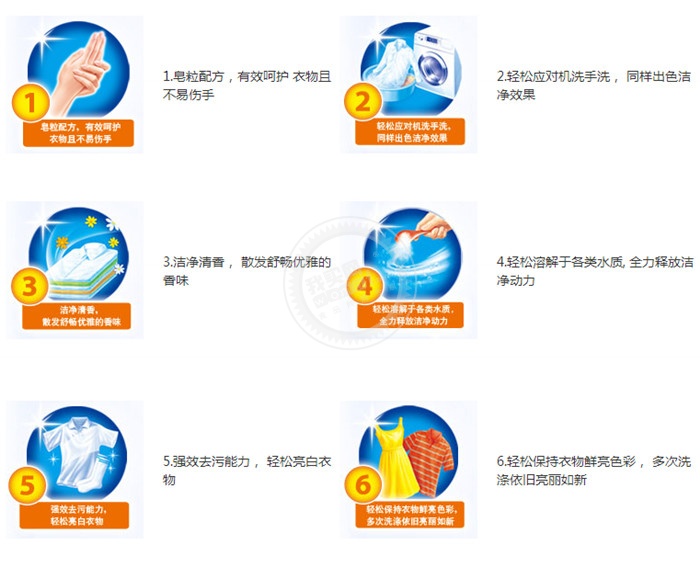 1
皂粒配方，有效呵护
衣物且不易伤手
1.皂粒配方，有效呵护 衣物且
不易伤手
2
轻松应对机洗手洗，
同样出色洁净效果
2.轻松应对机洗手洗， 同样出色洁
净效果
3
洁净清香，
散发舒畅优雅的香味
3.洁净清香， 散发舒畅优雅的
香味
4
轻松溶解于各类水质，
全力释放洁净动力
4.轻松溶解于各类水质, 全力释放洁
净动力
5
强效去污能力，
轻松亮白衣物
5.强效去污能力， 轻松亮白衣
物
6
轻松保持衣物鲜亮色彩，
多次洗涤依旧亮丽如新
6.轻松保持衣物鲜亮色彩， 多次洗
涤依旧亮丽如新